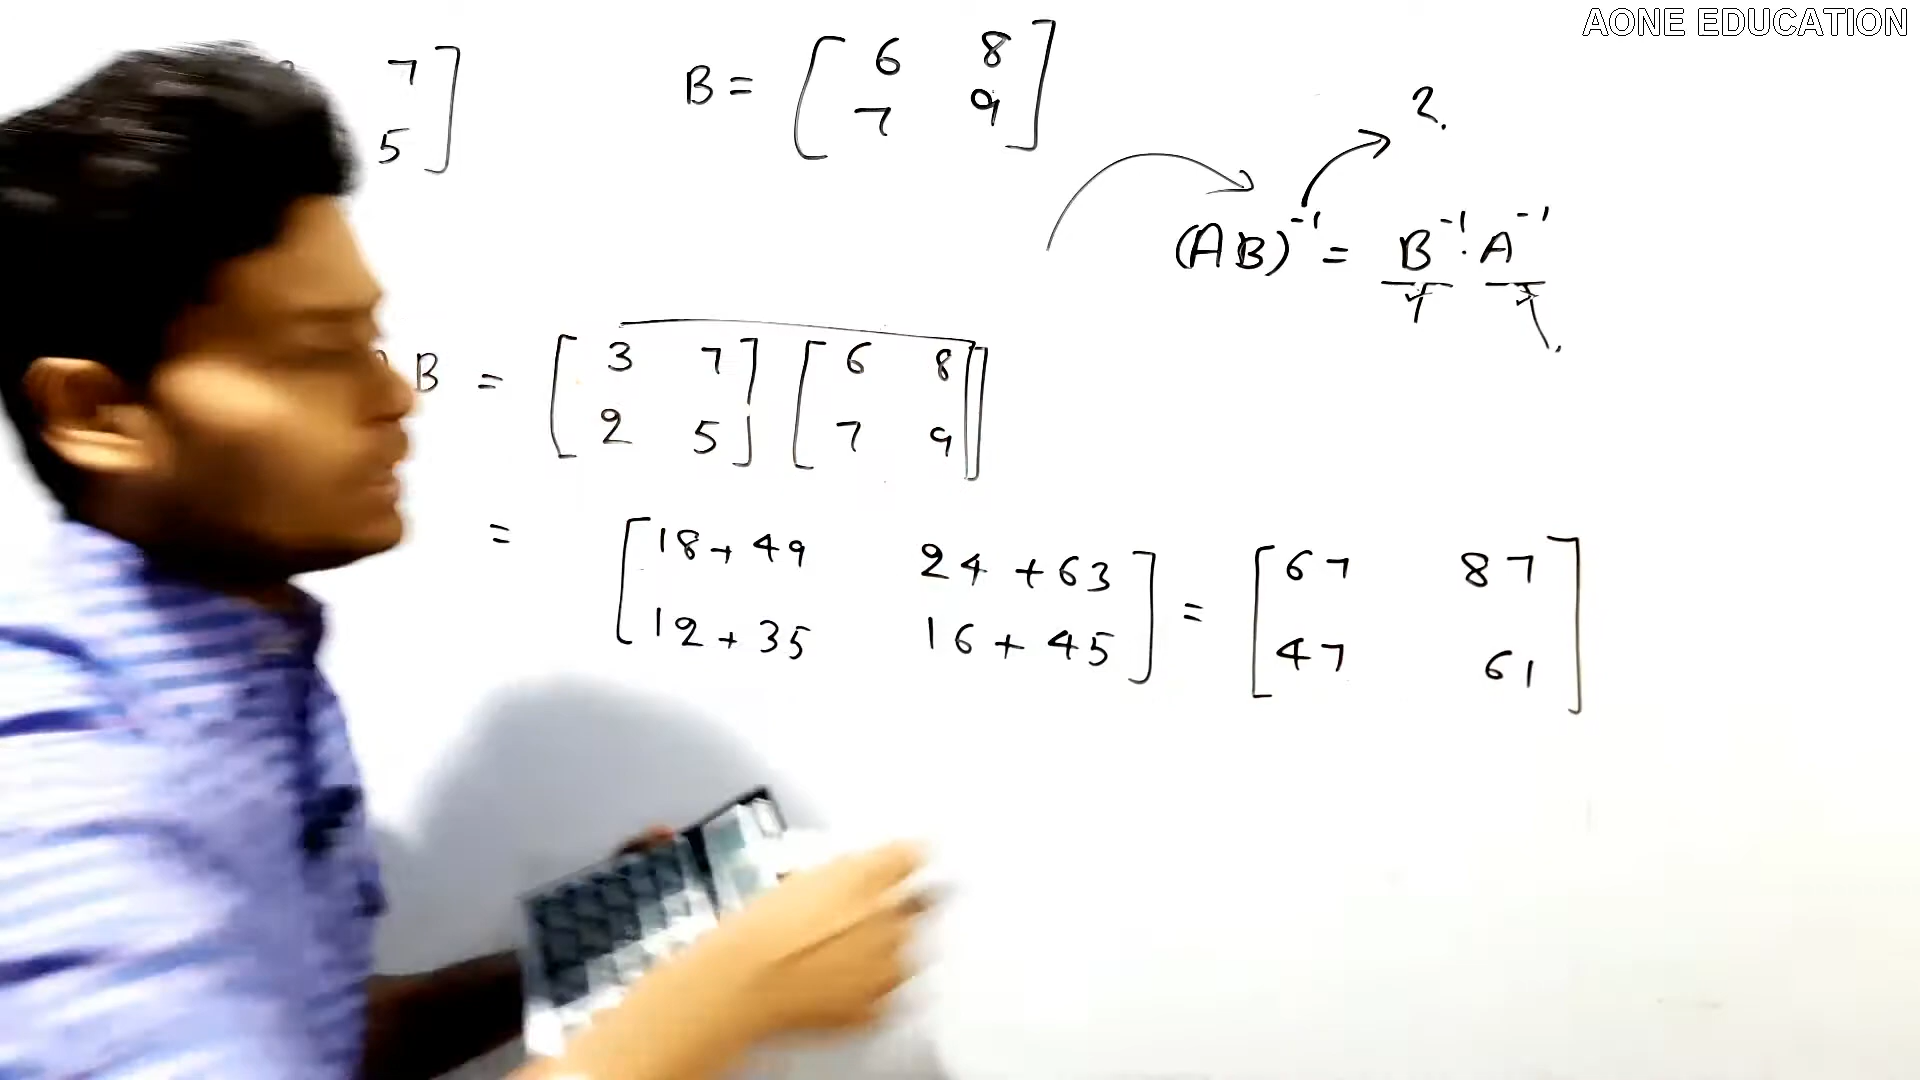 AONE EDUCATION
7]
5]
B = [6 8
7 9]
2.
(AB)⁻¹ = B⁻¹ . A⁻¹
B = [3 7 [6 8
2 5] 7 9]
= [18 + 49 24 + 63
12 + 35 16 + 45] = [67 87
47 61]